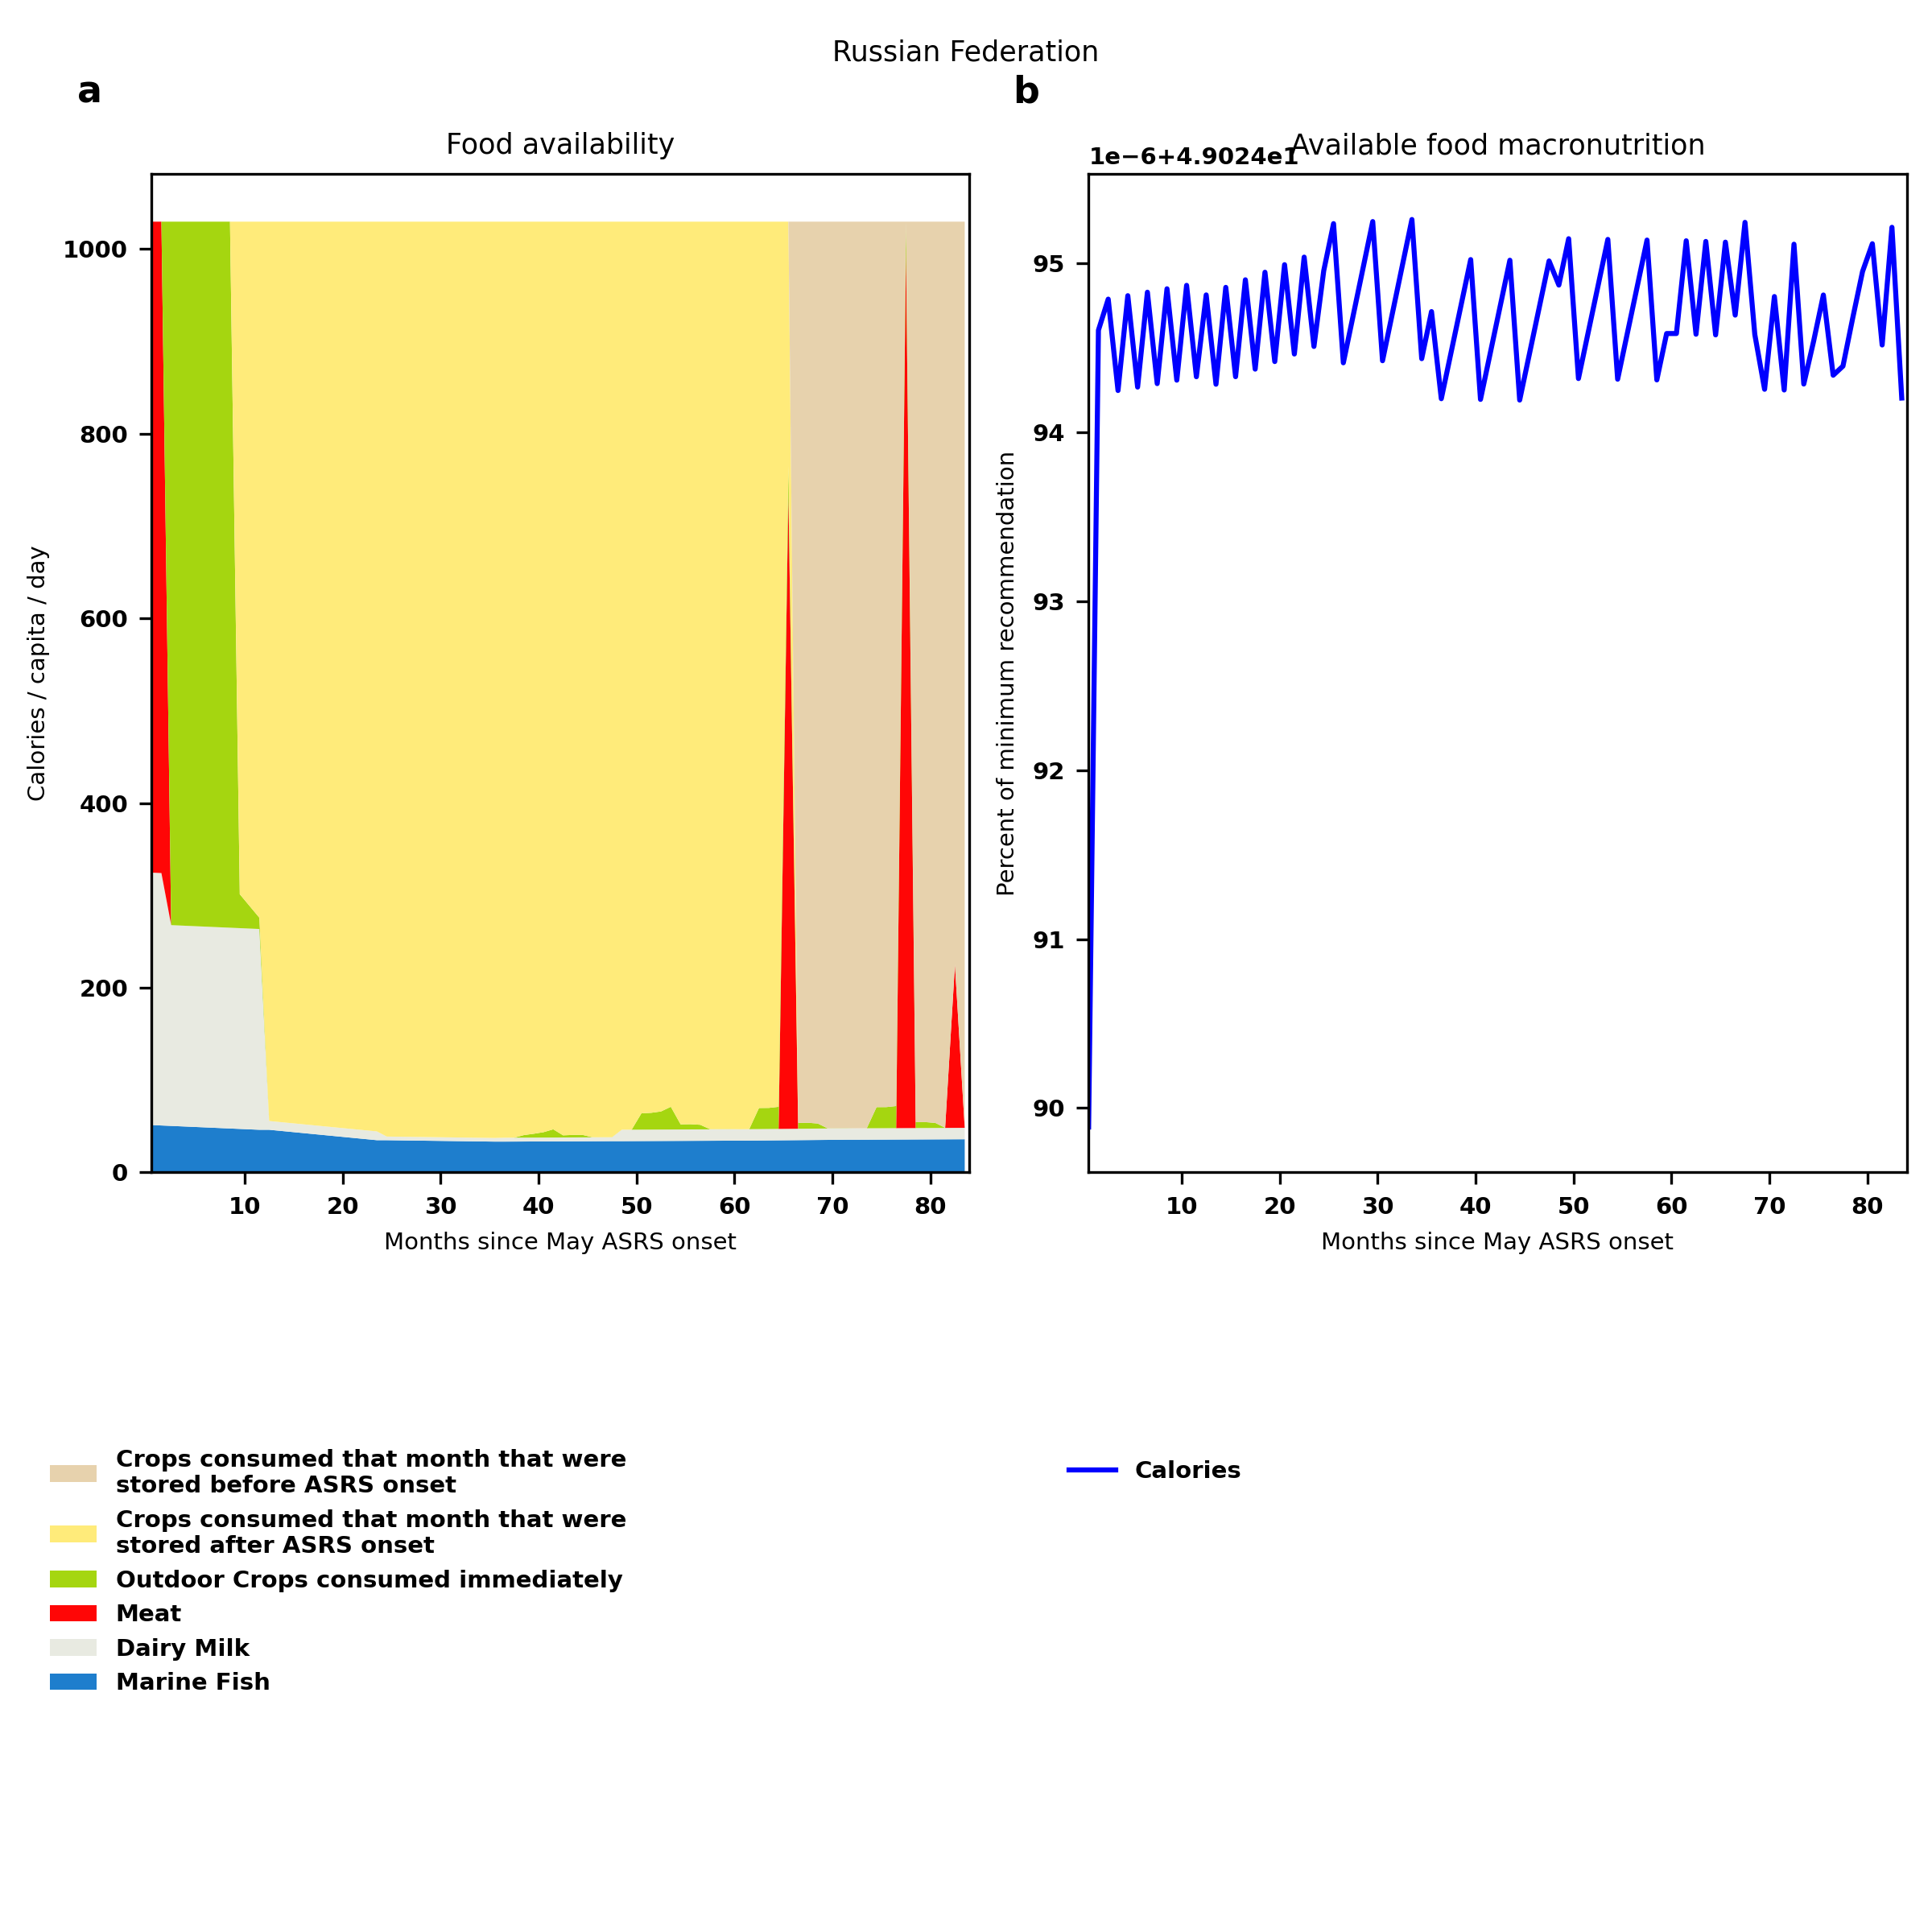 Russian Federation
a
b
Food availability
Available food macronutrition
1e−6+4.9024e1
1000
800
600
400
200
0
Calories / capita / day
10 20 30 40 50 60 70 80
Months since May ASRS onset
95
94
93
92
91
90
Percent of minimum recommendation
10 20 30 40 50 60 70 80
Months since May ASRS onset
Crops consumed that month that were
stored before ASRS onset
Crops consumed that month that were
stored after ASRS onset
Outdoor Crops consumed immediately
Meat
Dairy Milk
Marine Fish
Calories